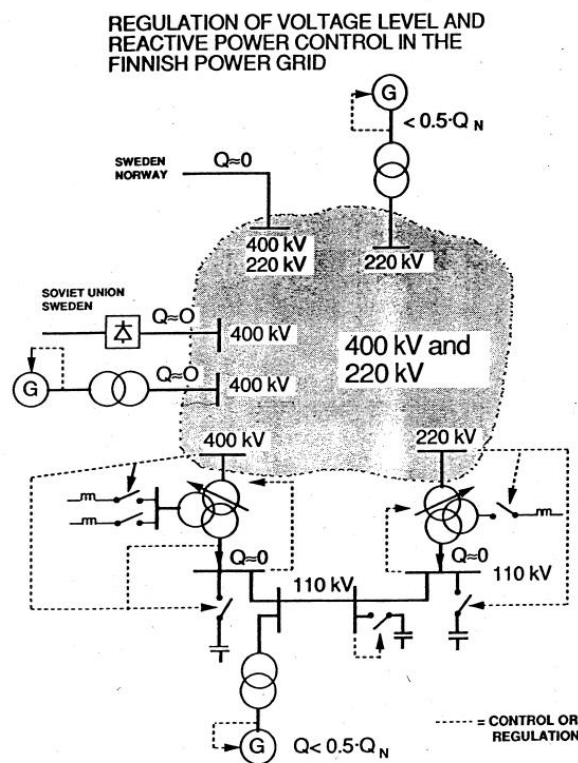 REGULATION OF VOLTAGE LEVEL AND
REACTIVE POWER CONTROL IN THE
FINNISH POWER GRID
G
< 0.5·Q N
SWEDEN
NORWAY
Q≈0
400 kV
220 kV
220 kV
SOVIET UNION
SWEDEN
Q≈O
400 kV
400 kV and
220 kV
G
Q≈O
400 kV
400 kV
220 kV
Q≈0
Q≈0
110 kV
110 kV
G
Q< 0.5·Q N
= CONTROL OR
REGULATION